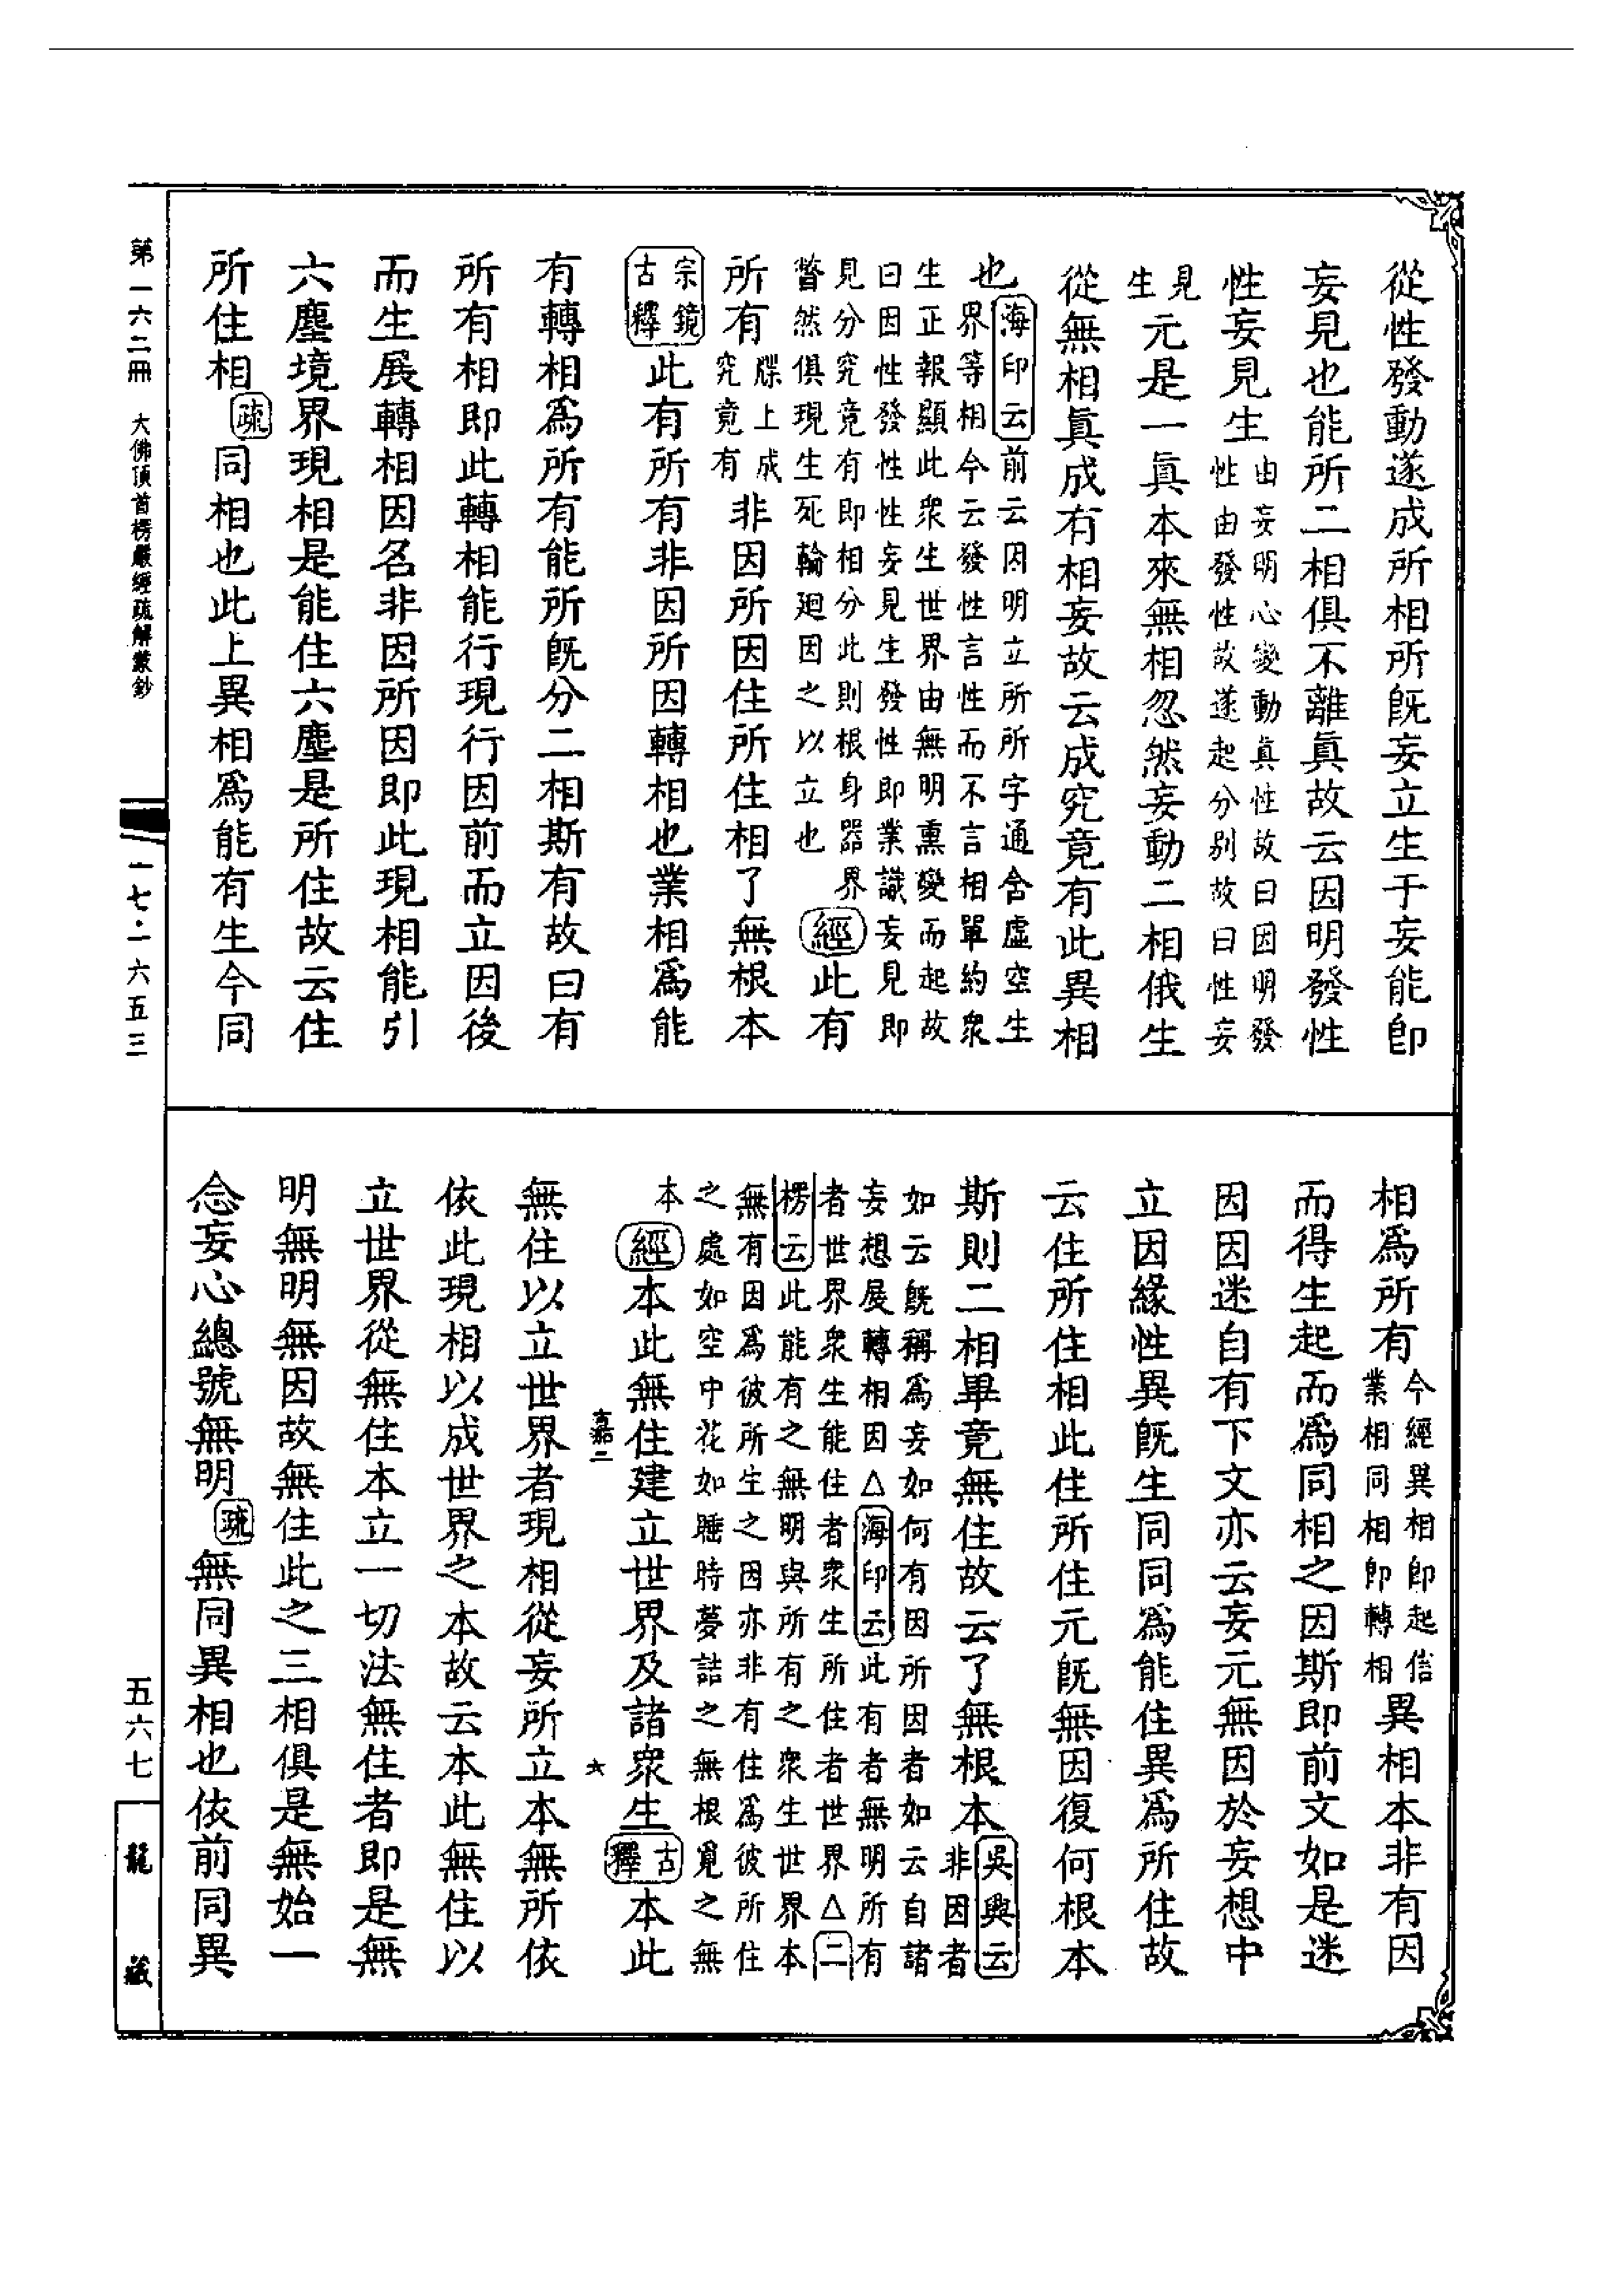 從性發動遂成所相所旣妄立生于妄能卽
妄見也能所二相俱不離眞故云因明發性
性妄見生
由妄明心變動眞性故曰因明發
性由發性故遂起分別故曰性妄
見
生
元是一眞本來無相忽然妄動二相俄生
從無相眞成有相妄故云成究竟有此異相
也
海印云前云因明立所所字通含虛空生
界等相今云發性言性而不言相單約衆
生正報顯此衆生世界由無明熏變而起故
曰因性發性性妄見生發性即業識妄見即
見分究竟有即相分此則根身器界
瞥然俱現生死輪廻因之以立也
經此有
所有
牒上成
究竟有
非因所因住所住相了無根本
宗鏡
古釋
此有所有非因所因轉相也業相爲能
有轉相爲所有能所旣分二相斯有故曰有
所有相即此轉相能行現行因前而立因後
而生展轉相因名非因所因即此現相能引
六塵境界現相是能住六塵是所住故云住
所住相疏同相也此上異相爲能有生今同
相爲所有
今經異相卽起信
業相同相卽轉相
異相本非有因
而得生起而爲同相之因斯即前文如是迷
因因迷自有下文亦云妄元無因於妄想中
立因緣性異旣生同同爲能住異爲所住故
云住所住相此住所住元旣無因復何根本
斯則二相畢竟無住故云了無根本
吳興云
非因者
如云旣稱爲妄如何有因所因者如云自諸
妄想展轉相因△海印云此有者無明所有
者世界衆生能住者衆生所住者世界△二
楞云此能有之無明與所有之衆生世界本
無有因爲彼所生之因亦非有住爲彼所住
之處如空中花如睡時夢詰之無根覓之無
本
經本此無住建立世界及諸衆生
古
釋
本此
無住以立世界者現相從妄所立本無所依
依此現相以成世界之本故云本此無住以
立世界從無住本立一切法無住者即是無
明無明無因故無住此之三相俱是無始一
念妄心總號無明疏無同異相也依前同異
第一六二冊
大佛頂首楞嚴經疏解蒙鈔
一七·一六五三
五六七
龍藏